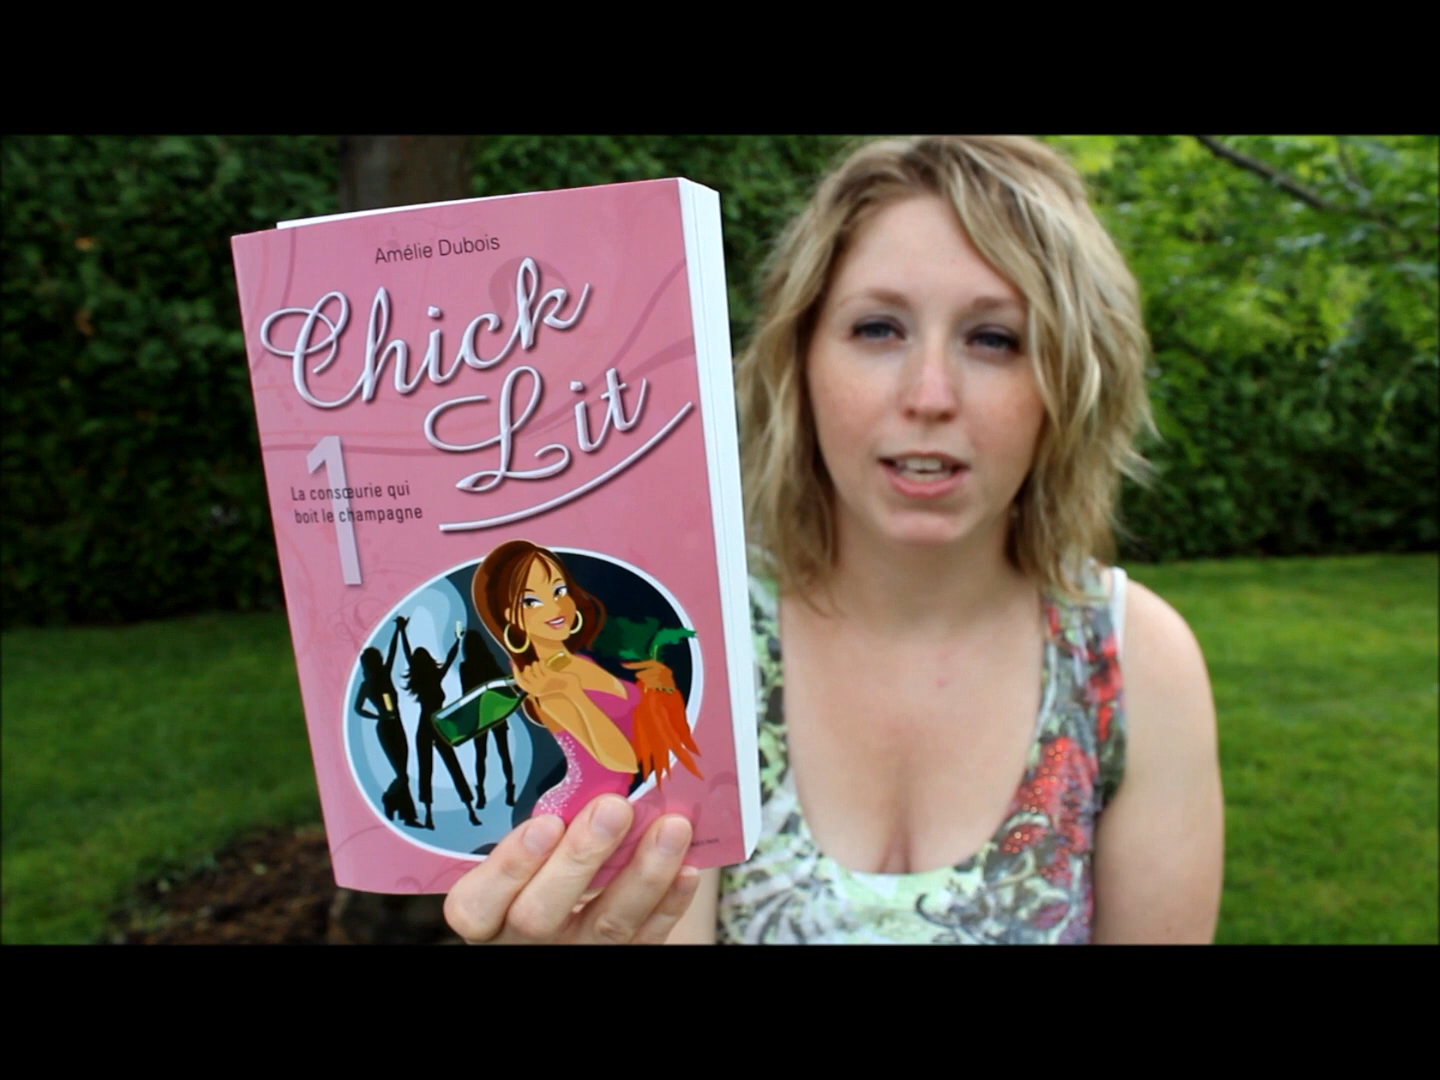 Amélie Dubois
Chick
Lit
1
La consœurie qui
boit le champagne